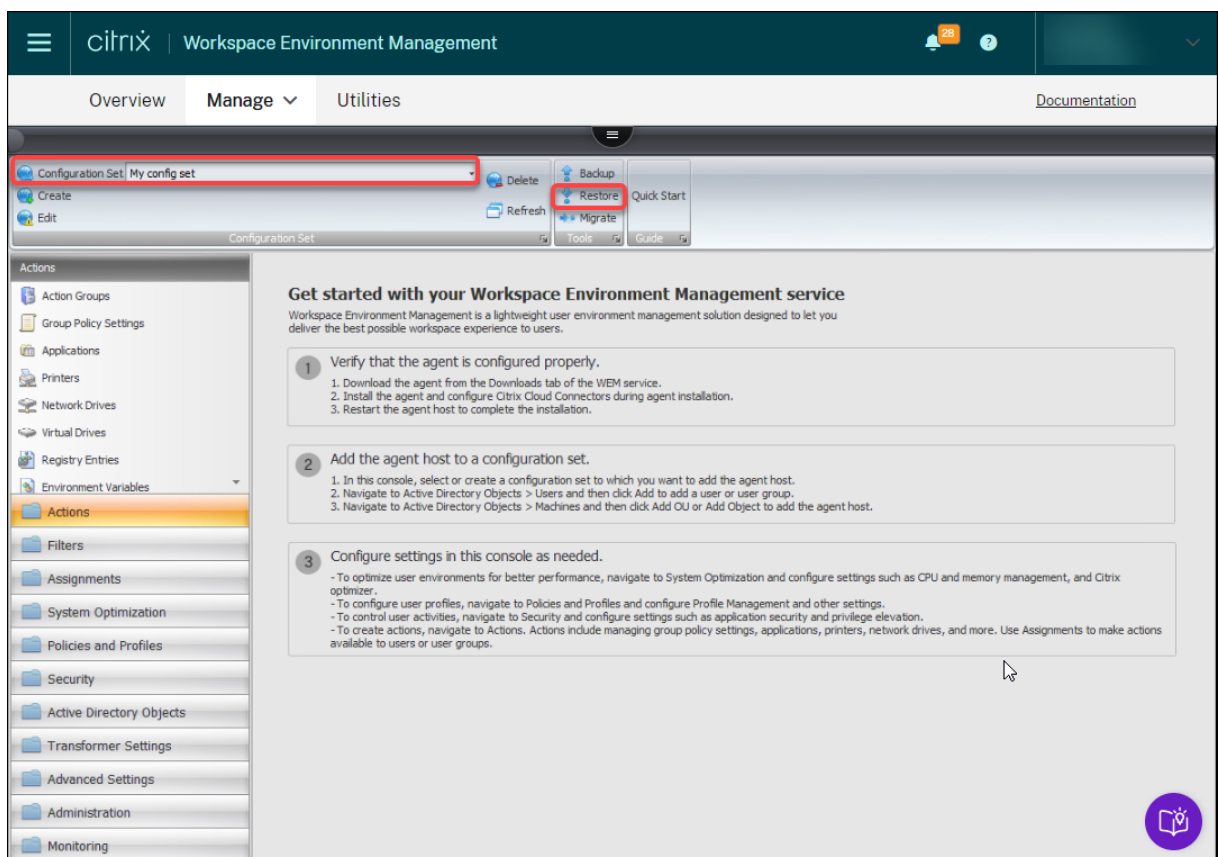 citrix | Workspace Environment Management
28
?
Overview
Manage
Utilities
Documentation
Configuration Set My config set
Create
Edit
Delete
Refresh
Configuration Set
Backup
Restore
Migrate
Tools
Quick Start
Guide
Actions
Action Groups
Group Policy Settings
Applications
Printers
Network Drives
Virtual Drives
Registry Entries
Environment Variables
Actions
Filters
Assignments
System Optimization
Policies and Profiles
Security
Active Directory Objects
Transformer Settings
Advanced Settings
Administration
Monitoring
Get started with your Workspace Environment Management service
Workspace Environment Management is a lightweight user environment management solution designed to let you
deliver the best possible workspace experience to users.
1 Verify that the agent is configured properly.
1. Download the agent from the Downloads tab of the WEM service.
2. Install the agent and configure Citrix Cloud Connectors during agent installation.
3. Restart the agent host to complete the installation.
2 Add the agent host to a configuration set.
1. In this console, select or create a configuration set to which you want to add the agent host.
2. Navigate to Active Directory Objects > Users and then click Add to add a user or user group.
3. Navigate to Active Directory Objects > Machines and then click Add OU or Add Object to add the agent host.
3 Configure settings in this console as needed.
- To optimize user environments for better performance, navigate to System Optimization and configure settings such as CPU and memory management, and Citrix
optimizer.
- To configure user profiles, navigate to Policies and Profiles and configure Profile Management and other settings.
- To control user activities, navigate to Security and configure settings such as application security and privilege elevation.
- To create actions, navigate to Actions. Actions include managing group policy settings, applications, printers, network drives, and more. Use Assignments to make actions
available to users or user groups.